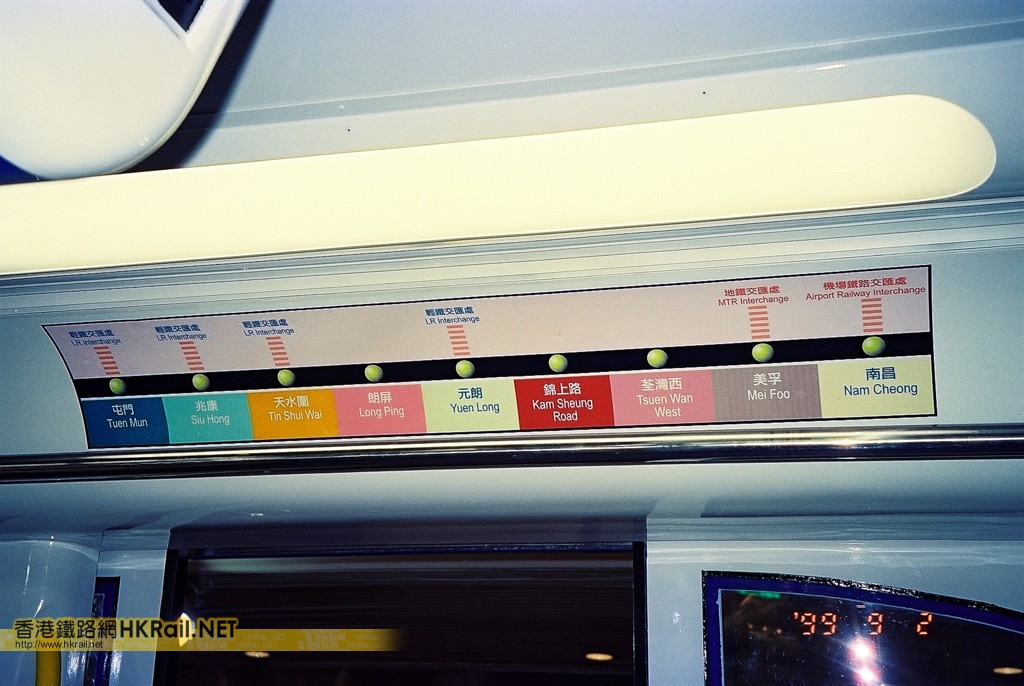 輕鐵交匯處
LR Interchange
輕鐵交匯處
LR Interchange
輕鐵交匯處
LR Interchange
輕鐵交匯處
LR Interchange
地鐵交匯處
MTR Interchange
機場鐵路交匯處
Airport Railway Interchange
屯門
Tuen Mun
兆康
Siu Hong
天水圍
Tin Shui Wai
朗屏
Long Ping
元朗
Yuen Long
錦上路
Kam Sheung
Road
荃灣西
Tsuen Wan
West
美孚
Mei Foo
南昌
Nam Cheong
香港鐵路網HKRail.NET
http://www.hkrail.net
'99 9 2